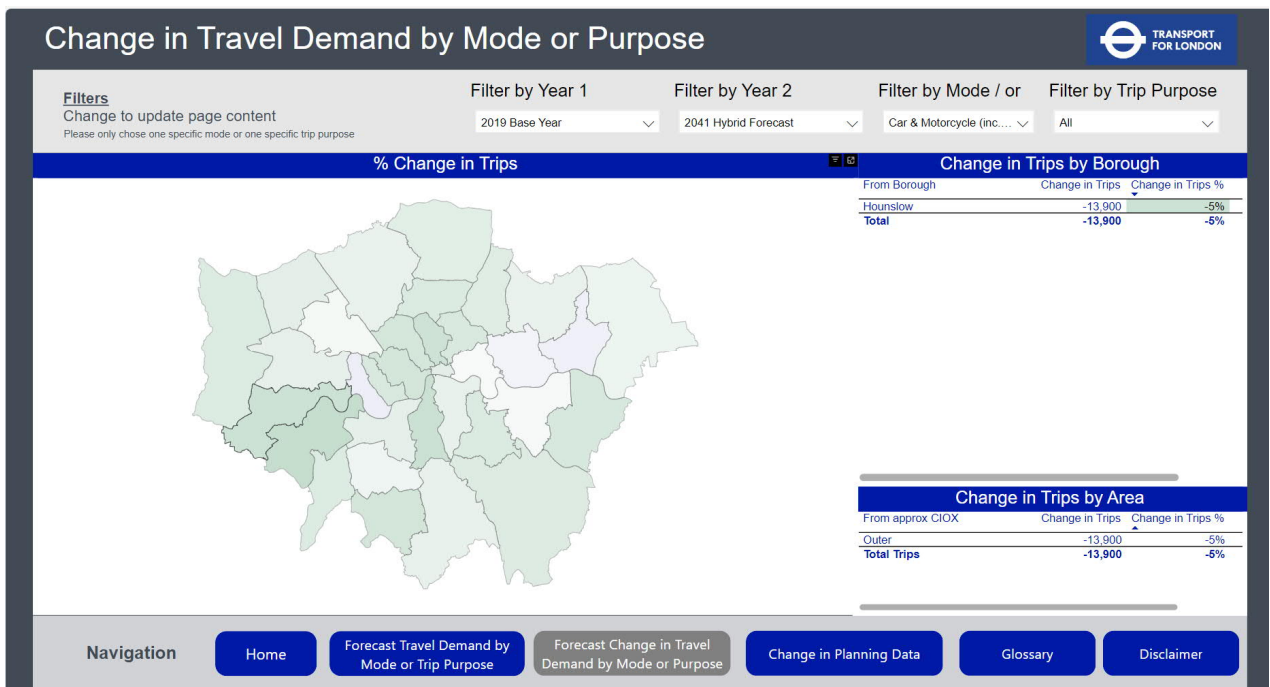 Change in Travel Demand by Mode or Purpose
TRANSPORT
FOR LONDON
Filters
Change to update page content
Please only chose one specific mode or one specific trip purpose
Filter by Year 1
2019 Base Year
Filter by Year 2
2041 Hybrid Forecast
Filter by Mode / or
Car & Motorcycle (inc....
Filter by Trip Purpose
All
% Change in Trips
Change in Trips by Borough
From Borough Change in Trips Change in Trips %
Hounslow -13,900 -5%
Total -13,900 -5%
Change in Trips by Area
From approx CIOX Change in Trips Change in Trips %
Outer -13,900 -5%
Total Trips -13,900 -5%
Navigation
Home
Forecast Travel Demand by
Mode or Trip Purpose
Forecast Change in Travel
Demand by Mode or Purpose
Change in Planning Data
Glossary
Disclaimer